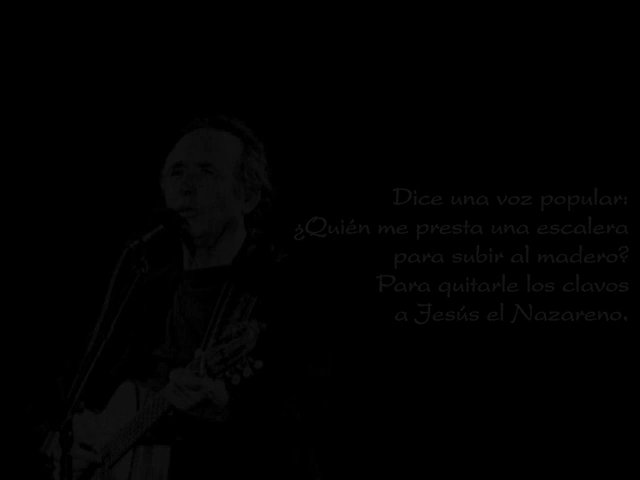 Dice una voz popular:
¿Quién me presta una escalera
para subir al madero?
Para quitarle los clavos
a Jesús el Nazareno.